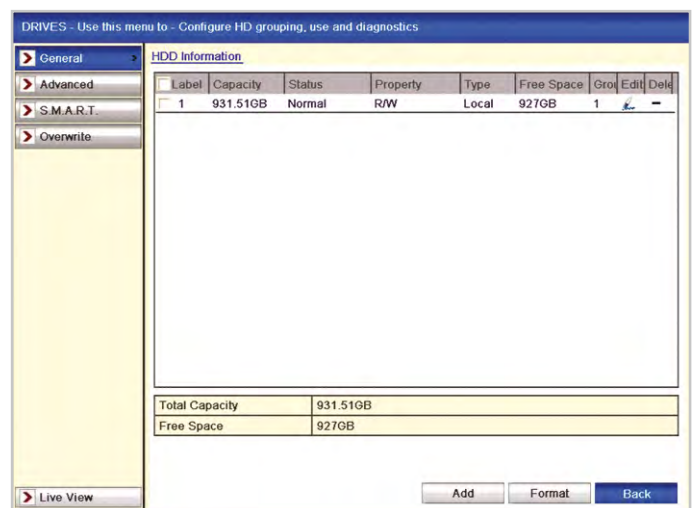 DRIVES - Use this menu to - Configure HD grouping, use and diagnostics
General
Advanced
S.M.A.R.T.
Overwrite
Live View
HDD Information
Label Capacity Status Property Type Free Space Grou Edit Dele
1 931.51GB Normal R/W Local 927GB 1 –
Total Capacity 931.51GB
Free Space 927GB
Add Format Back